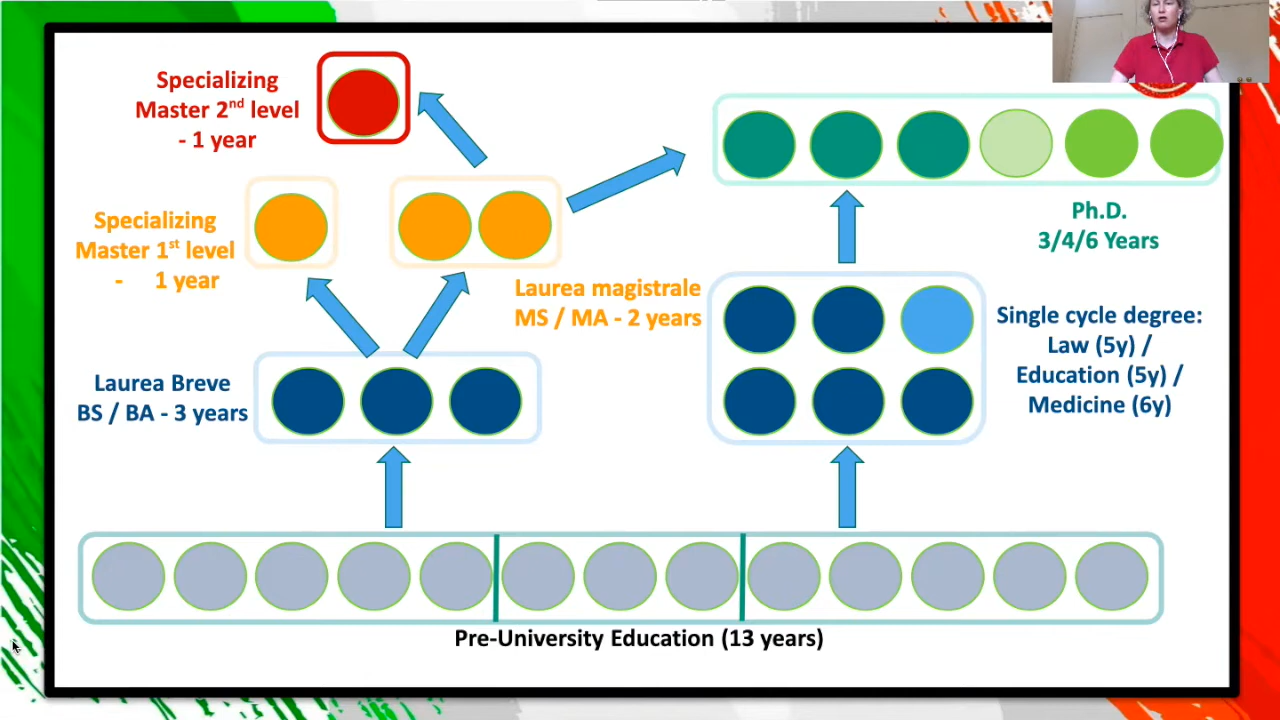 Specializing
Master 2nd level
- 1 year
Specializing
Master 1st level
- 1 year
Laurea magistrale
MS / MA - 2 years
Ph.D.
3/4/6 Years
Laurea Breve
BS / BA - 3 years
Single cycle degree:
Law (5y) /
Education (5y) /
Medicine (6y)
Pre-University Education (13 years)